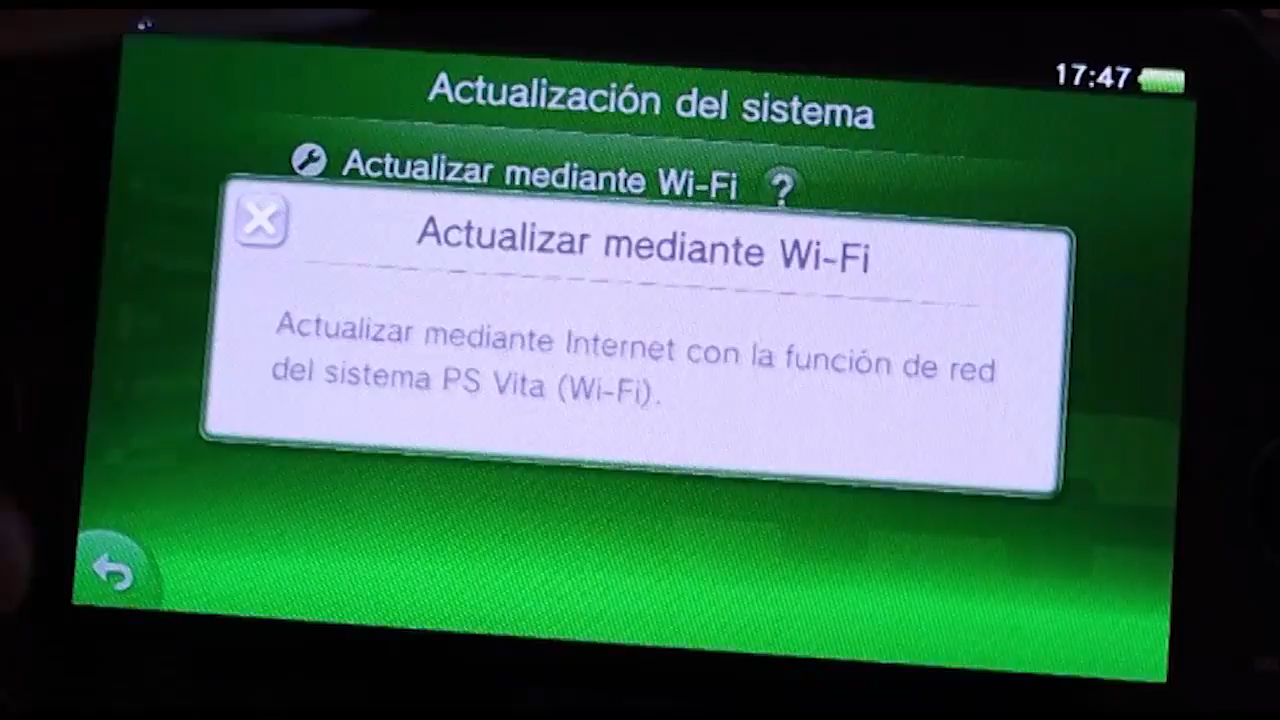 17:47
Actualización del sistema
Actualizar mediante Wi-Fi ?
Actualizar mediante Wi-Fi
Actualizar mediante Internet con la función de red
del sistema PS Vita (Wi-Fi).